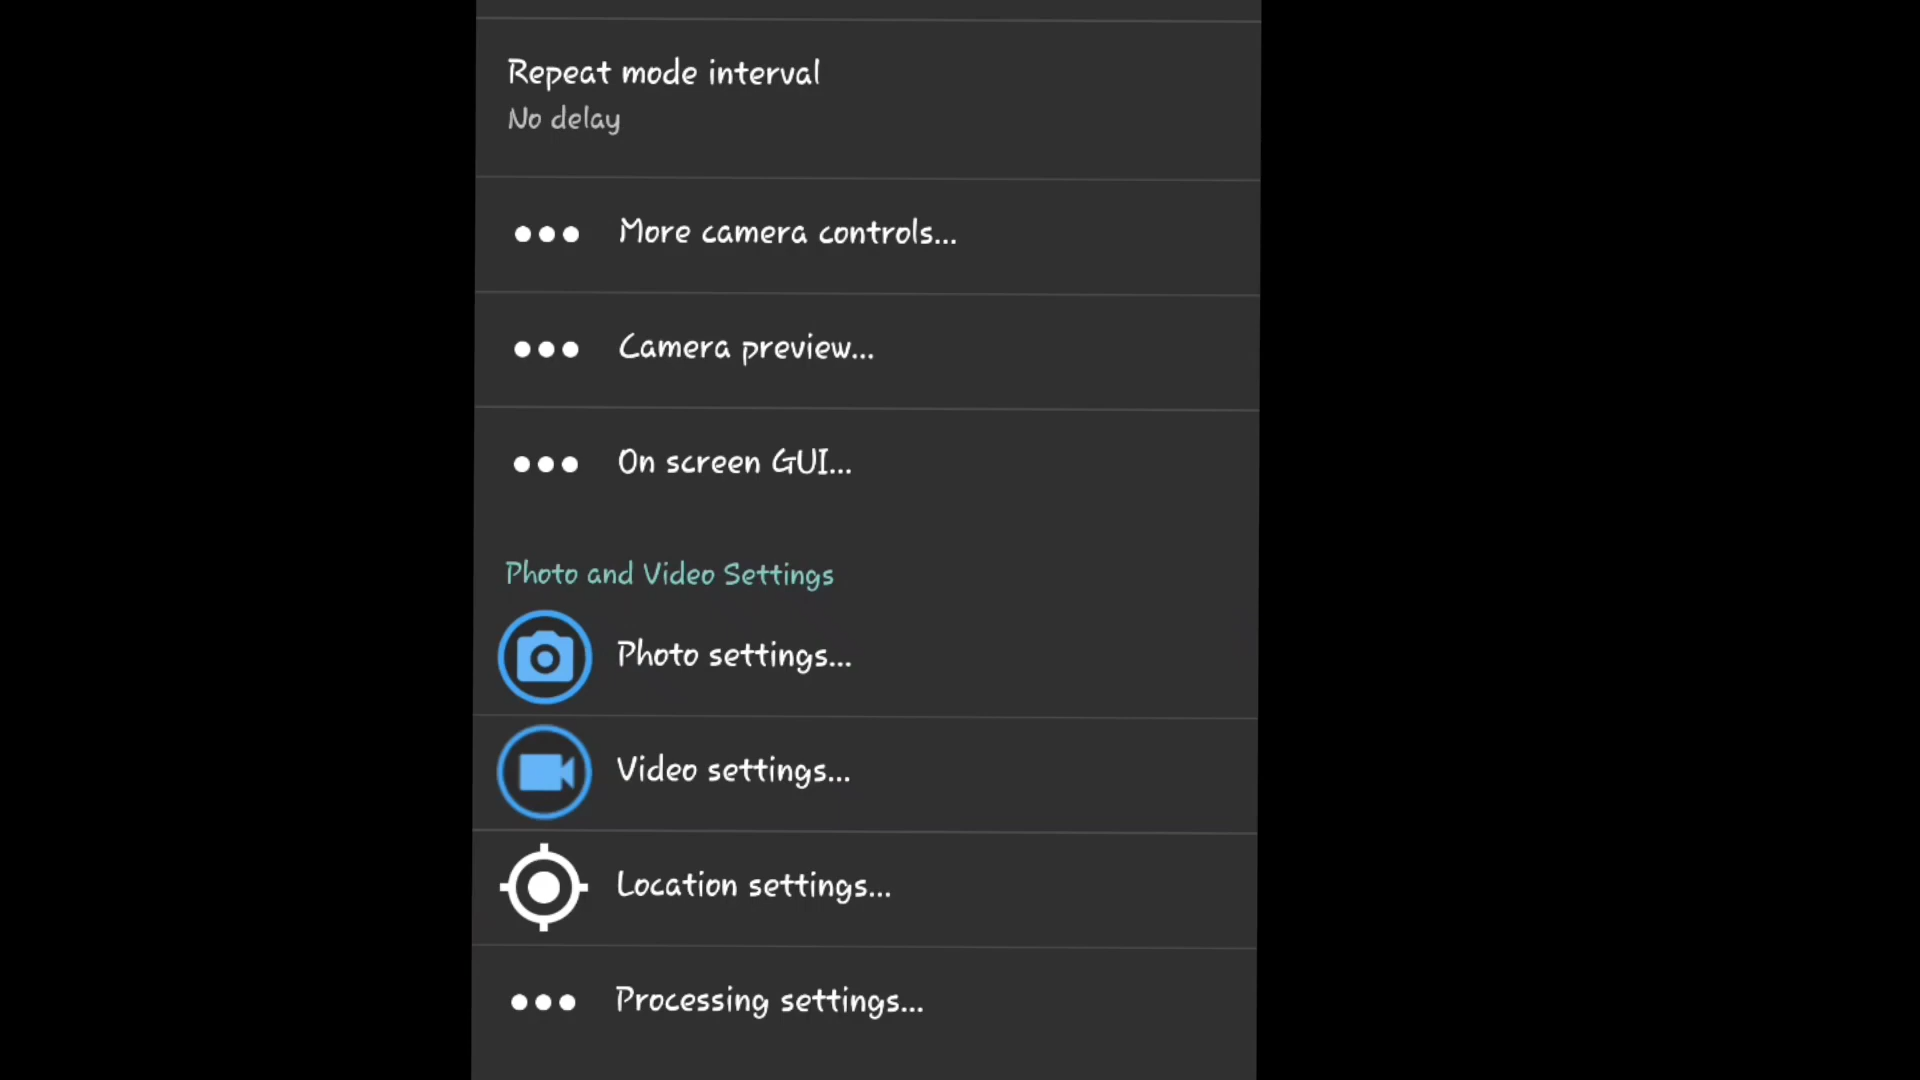 Repeat mode interval
No delay
More camera controls...
Camera preview...
On screen GUI...
Photo and Video Settings
Photo settings...
Video settings...
Location settings...
Processing settings...